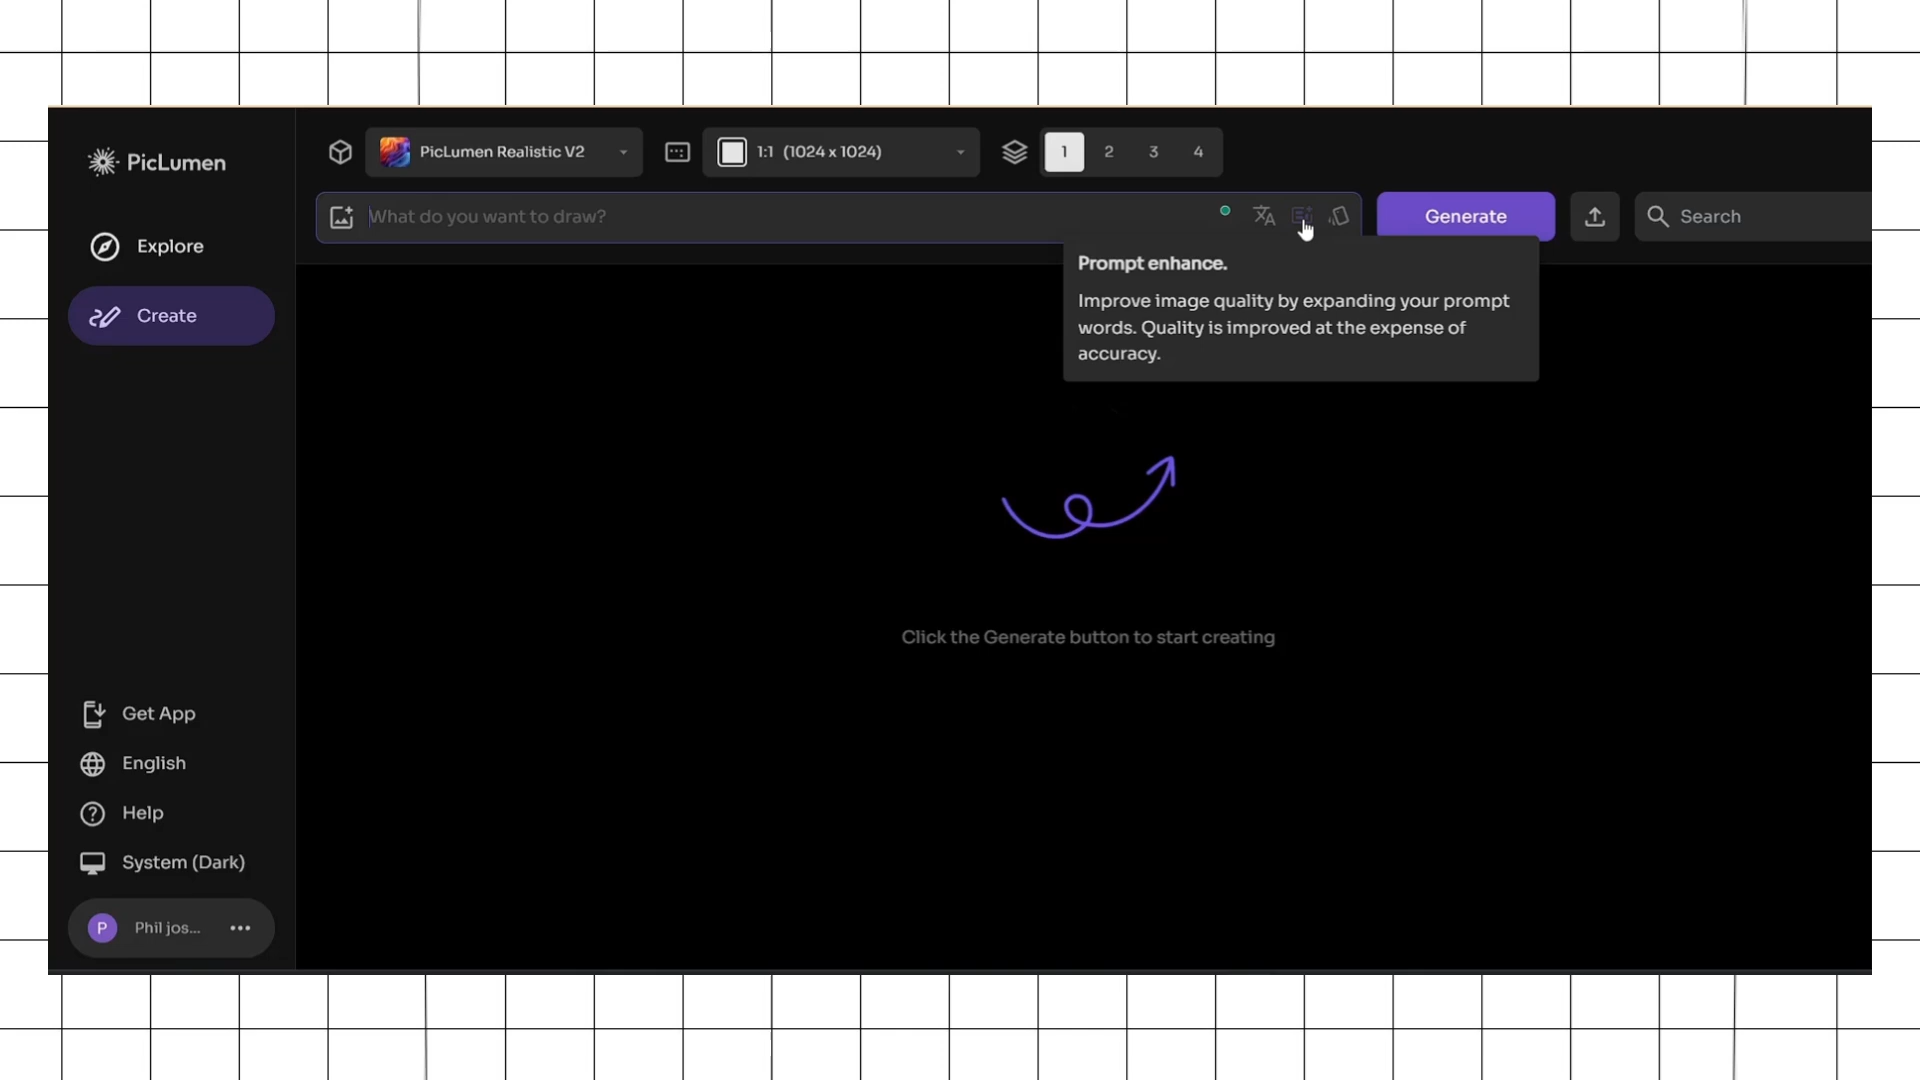 PicLumen
PicLumen Realistic V2
1:1 (1024 x 1024)
1 2 3 4
What do you want to draw?
Generate
Search
Explore
Create
Prompt enhance.
Improve image quality by expanding your prompt
words. Quality is improved at the expense of
accuracy.
Click the Generate button to start creating
Get App
English
Help
System (Dark)
P
Phil jos...